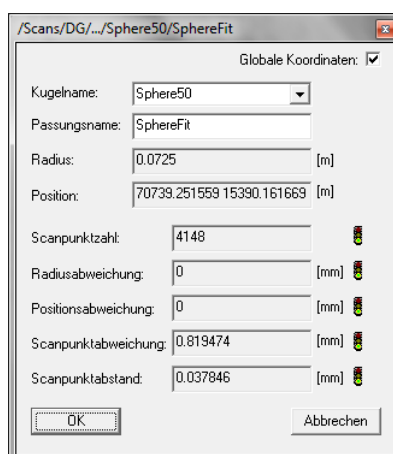 /Scans/DG/.../Sphere50/SphereFit
Globale Koordinaten:
Kugelname: Sphere50
Passungsname: SphereFit
Radius: 0.0725 [m]
Position: 70739.251559 15390.161669 [m]
Scanpunktzahl: 4148
Radiusabweichung: 0 [mm]
Positionsabweichung: 0 [mm]
Scanpunktabweichung: 0.819474 [mm]
Scanpunktabstand: 0.037846 [mm]
OK Abbrechen